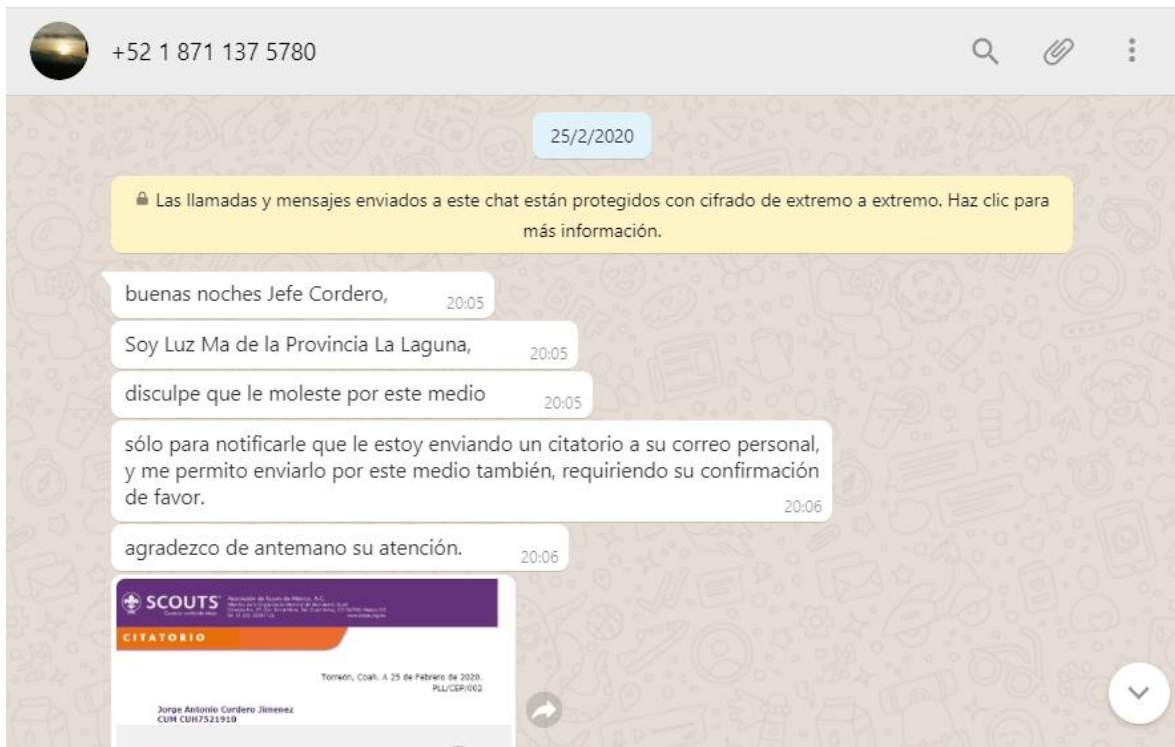 +52 1 871 137 5780
25/2/2020
Las llamadas y mensajes enviados a este chat están protegidos con cifrado de extremo a extremo. Haz clic para
más información.
buenas noches Jefe Cordero,
20:05
Soy Luz Ma de la Provincia La Laguna,
20:05
disculpe que le moleste por este medio
20:05
sólo para notificarle que le estoy enviando un citatorio a su correo personal,
y me permito enviarlo por este medio también, requiriendo su confirmación
de favor.
20:06
agradezco de antemano su atención.
20:06
SCOUTS
Asociación de Scouts de México, A.C.
CITATORIO
Torreón, Coah. A 25 de Febrero de 2020.
PLL/CEP/002
Jorge Antonio Cordero Jimenez
CUM CUH7521910